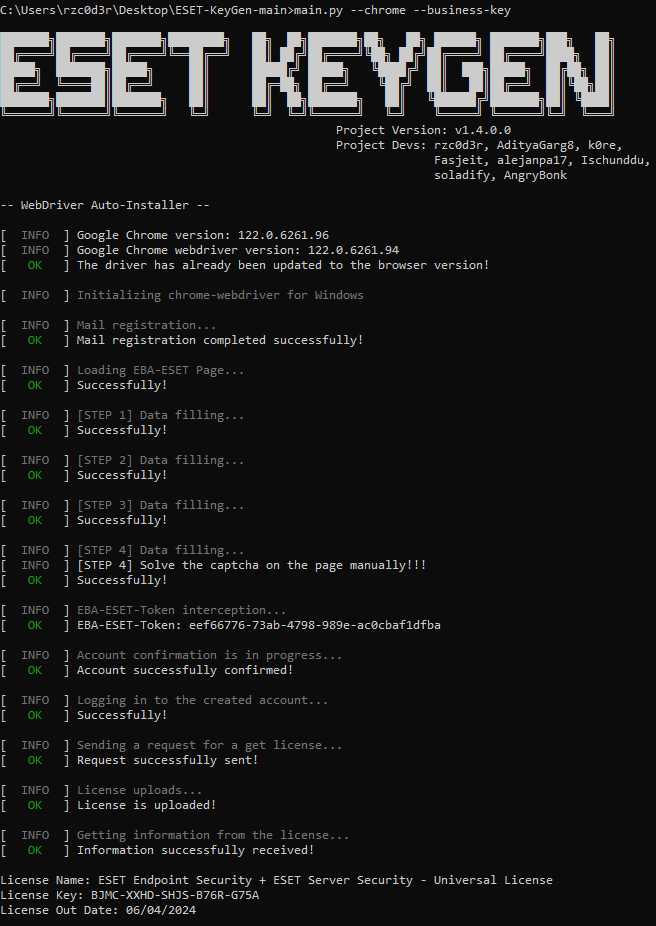 C:\Users\rzc0d3r\Desktop\ESET-KeyGen-main>main.py --chrome --business-key
ESET KEYGEN
Project Version: v1.4.0.0
Project Devs: rzc0d3r, AdityaGarg8, k0re,
Fasjeit, alejanpa17, Ischunddu,
soladify, AngryBonk
-- WebDriver Auto-Installer --
[ INFO ] Google Chrome version: 122.0.6261.96
[ INFO ] Google Chrome webdriver version: 122.0.6261.94
[ OK ] The driver has already been updated to the browser version!
[ INFO ] Initializing chrome-webdriver for Windows
[ INFO ] Mail registration...
[ OK ] Mail registration completed successfully!
[ INFO ] Loading EBA-ESET Page...
[ OK ] Successfully!
[ INFO ] [STEP 1] Data filling...
[ OK ] Successfully!
[ INFO ] [STEP 2] Data filling...
[ OK ] Successfully!
[ INFO ] [STEP 3] Data filling...
[ OK ] Successfully!
[ INFO ] [STEP 4] Data filling...
[ INFO ] [STEP 4] Solve the captcha on the page manually!!!
[ OK ] Successfully!
[ INFO ] EBA-ESET-Token interception...
[ OK ] EBA-ESET-Token: eef66776-73ab-4798-989e-ac0cbaf1dfba
[ INFO ] Account confirmation is in progress...
[ OK ] Account successfully confirmed!
[ INFO ] Logging in to the created account...
[ OK ] Successfully!
[ INFO ] Sending a request for a get license...
[ OK ] Request successfully sent!
[ INFO ] License uploads...
[ OK ] License is uploaded!
[ INFO ] Getting information from the license...
[ OK ] Information successfully received!
License Name: ESET Endpoint Security + ESET Server Security - Universal License
License Key: BJMC-XXHD-SHJS-B76R-G75A
License Out Date: 06/04/2024